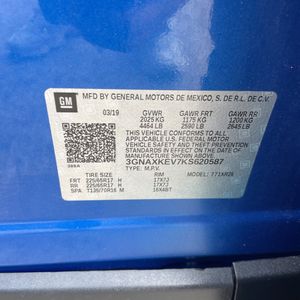 GM
MFD BY GENERAL MOTORS DE MEXICO, S. DE R.L. DE C.V.
03/19 GVWR GAWR FRT GAWR RR
2025 KG 1175 KG 1200 KG
4464 LB 2590 LB 2645 LB
THIS VEHICLE CONFORMS TO ALL APPLICABLE
U.S. FEDERAL MOTOR VEHICLE SAFETY, BUMPER, AND
THEFT PREVENTION STANDARDS IN EFFECT ON THE
DATE OF MANUFACTURE SHOWN ABOVE.
3GNAXKEV7KS620587
TYPE: M.P.V. MODEL:
TIRE SIZE RIM
FRT 225/65R17 H 17X7J
RR 225/65R17 H 17X7J
SPA T135/70R16 M 16X4BT